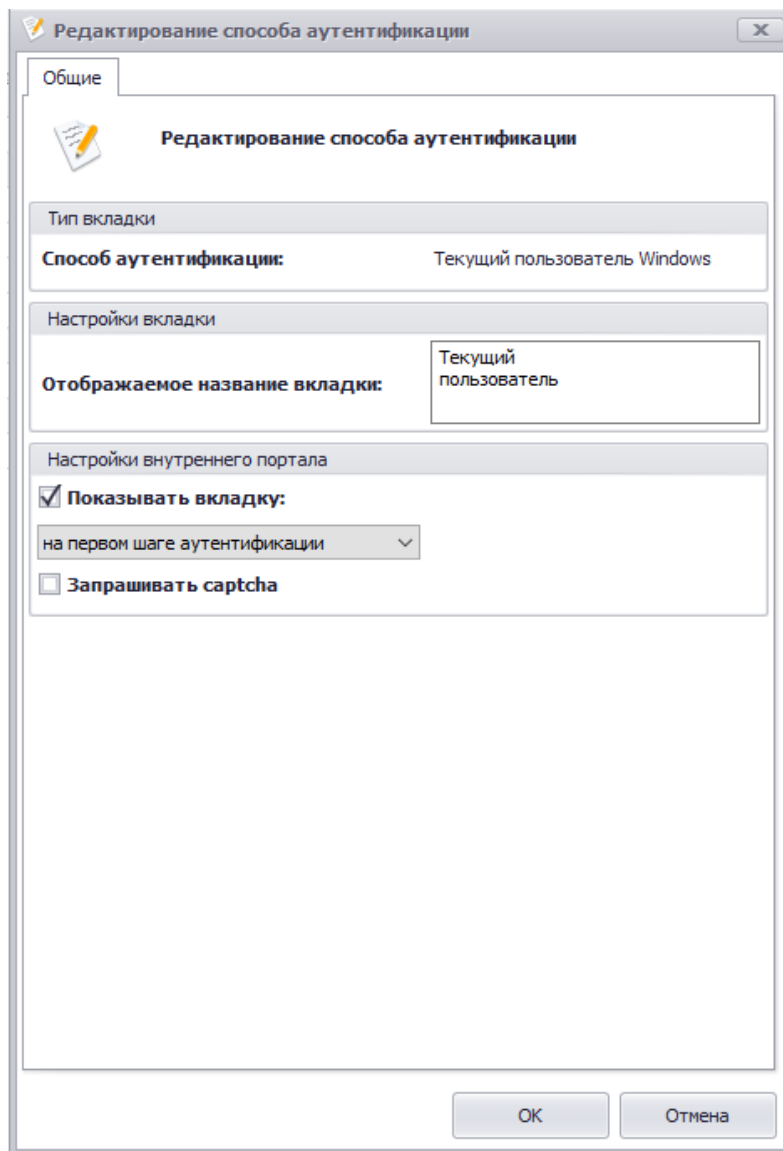 Редактирование способа аутентификации
Общие
Редактирование способа аутентификации
Тип вкладки
Способ аутентификации: Текущий пользователь Windows
Настройки вкладки
Отображаемое название вкладки:
Текущий
пользователь
Настройки внутреннего портала
Показывать вкладку:
на первом шаге аутентификации
Запрашивать captcha
ОК Отмена